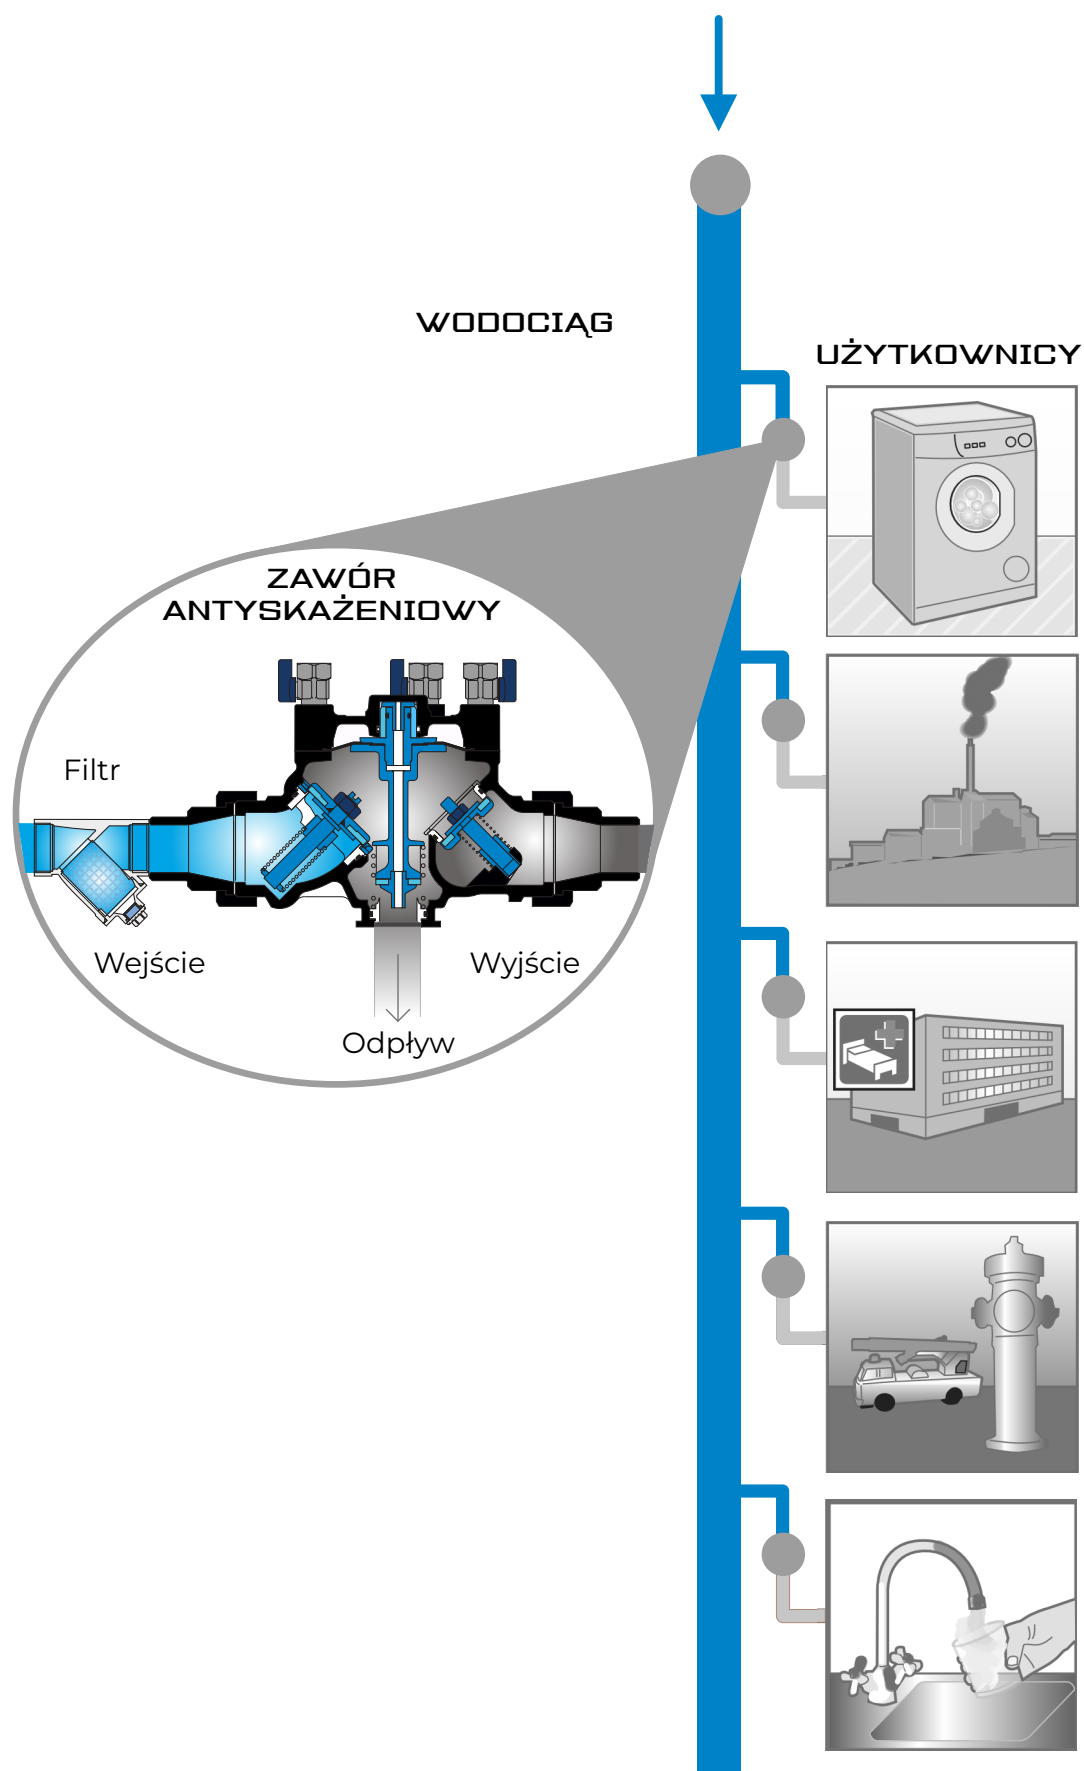 WODOCIĄG
UŻYTKOWNICY
ZAWÓR
ANTYSKAŻENIOWY
Filtr
Wejście
Wyjście
Odpływ